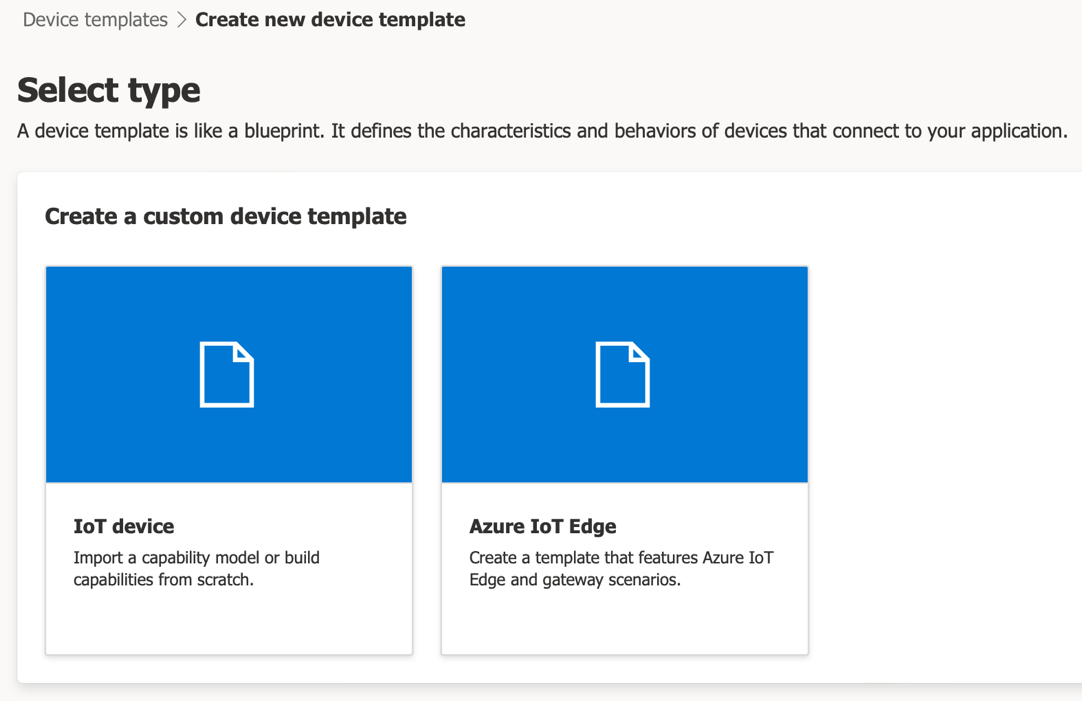 Device templates > Create new device template
Select type
A device template is like a blueprint. It defines the characteristics and behaviors of devices that connect to your application.
Create a custom device template
IoT device
Import a capability model or build
capabilities from scratch.
Azure IoT Edge
Create a template that features Azure IoT
Edge and gateway scenarios.